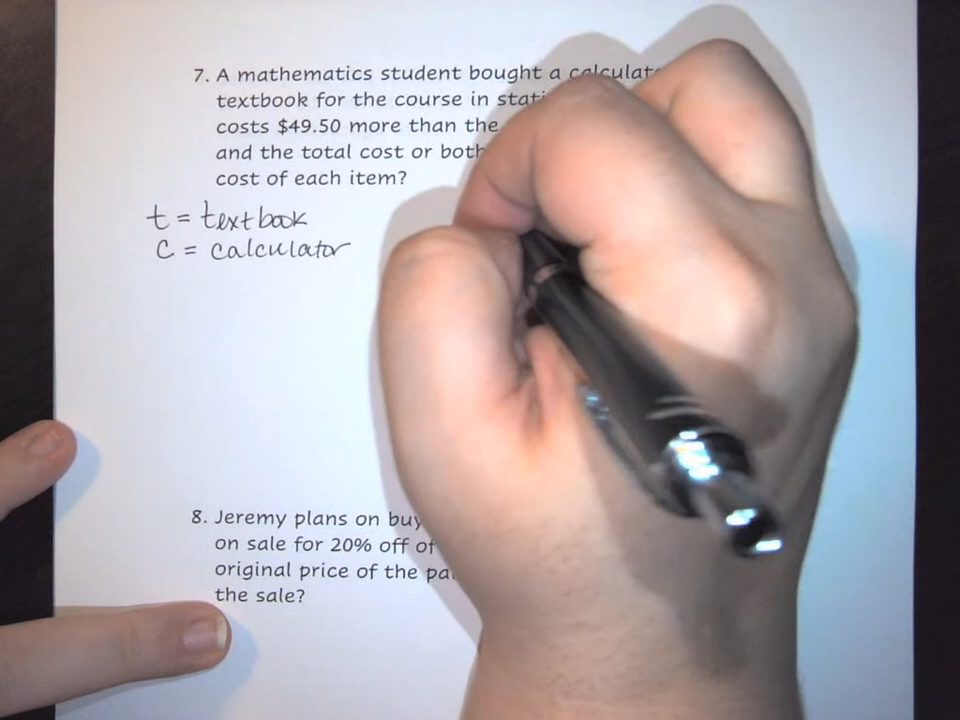 7. A mathematics student bought a
textbook for the course in
costs $49.50 more than the
and the total cost or both
cost of each item?
t = textbook
c = calculator
8. Jeremy plans on
on sale for 20% off of
original price of the
the sale?